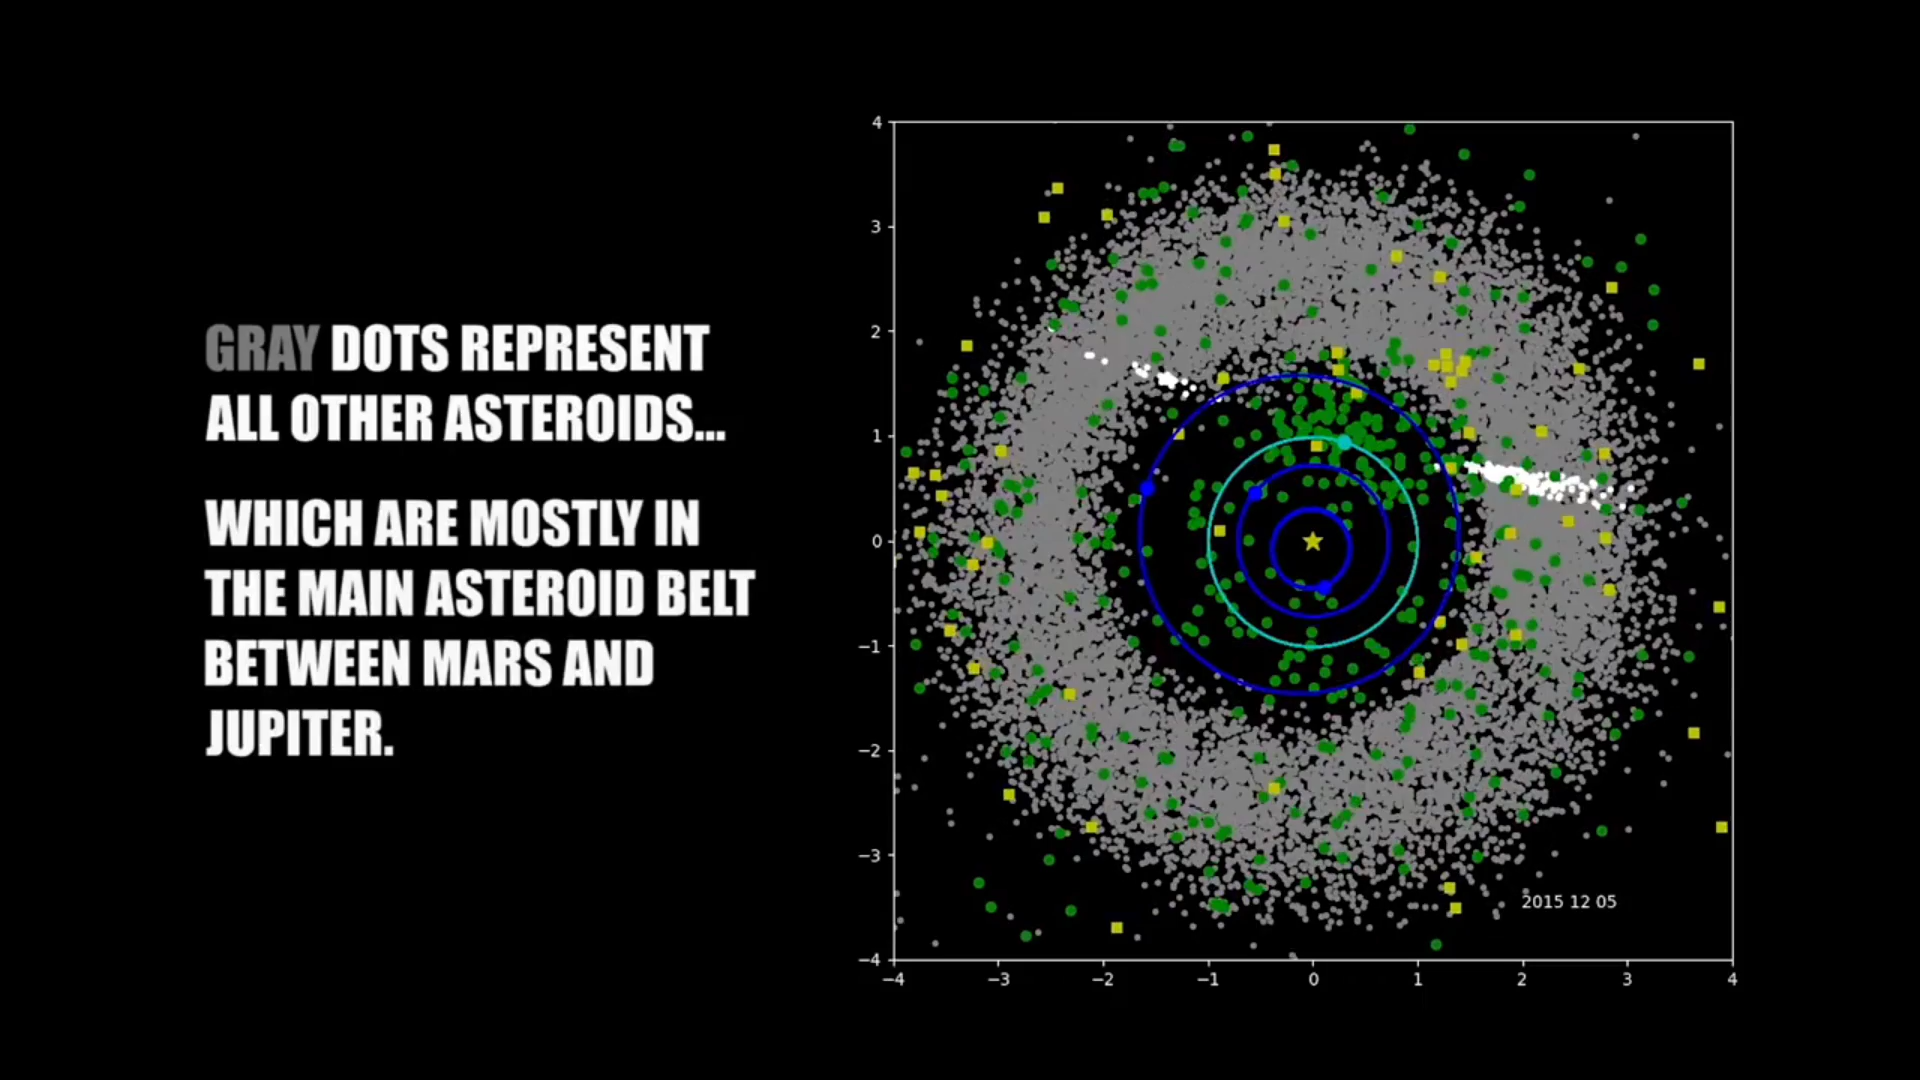 GRAY DOTS REPRESENT
ALL OTHER ASTEROIDS...
WHICH ARE MOSTLY IN
THE MAIN ASTEROID BELT
BETWEEN MARS AND
JUPITER.
4
3
2
1
0
−1
−2
−3
−4
2015 12 05
−4 −3 −2 −1 0 1 2 3 4